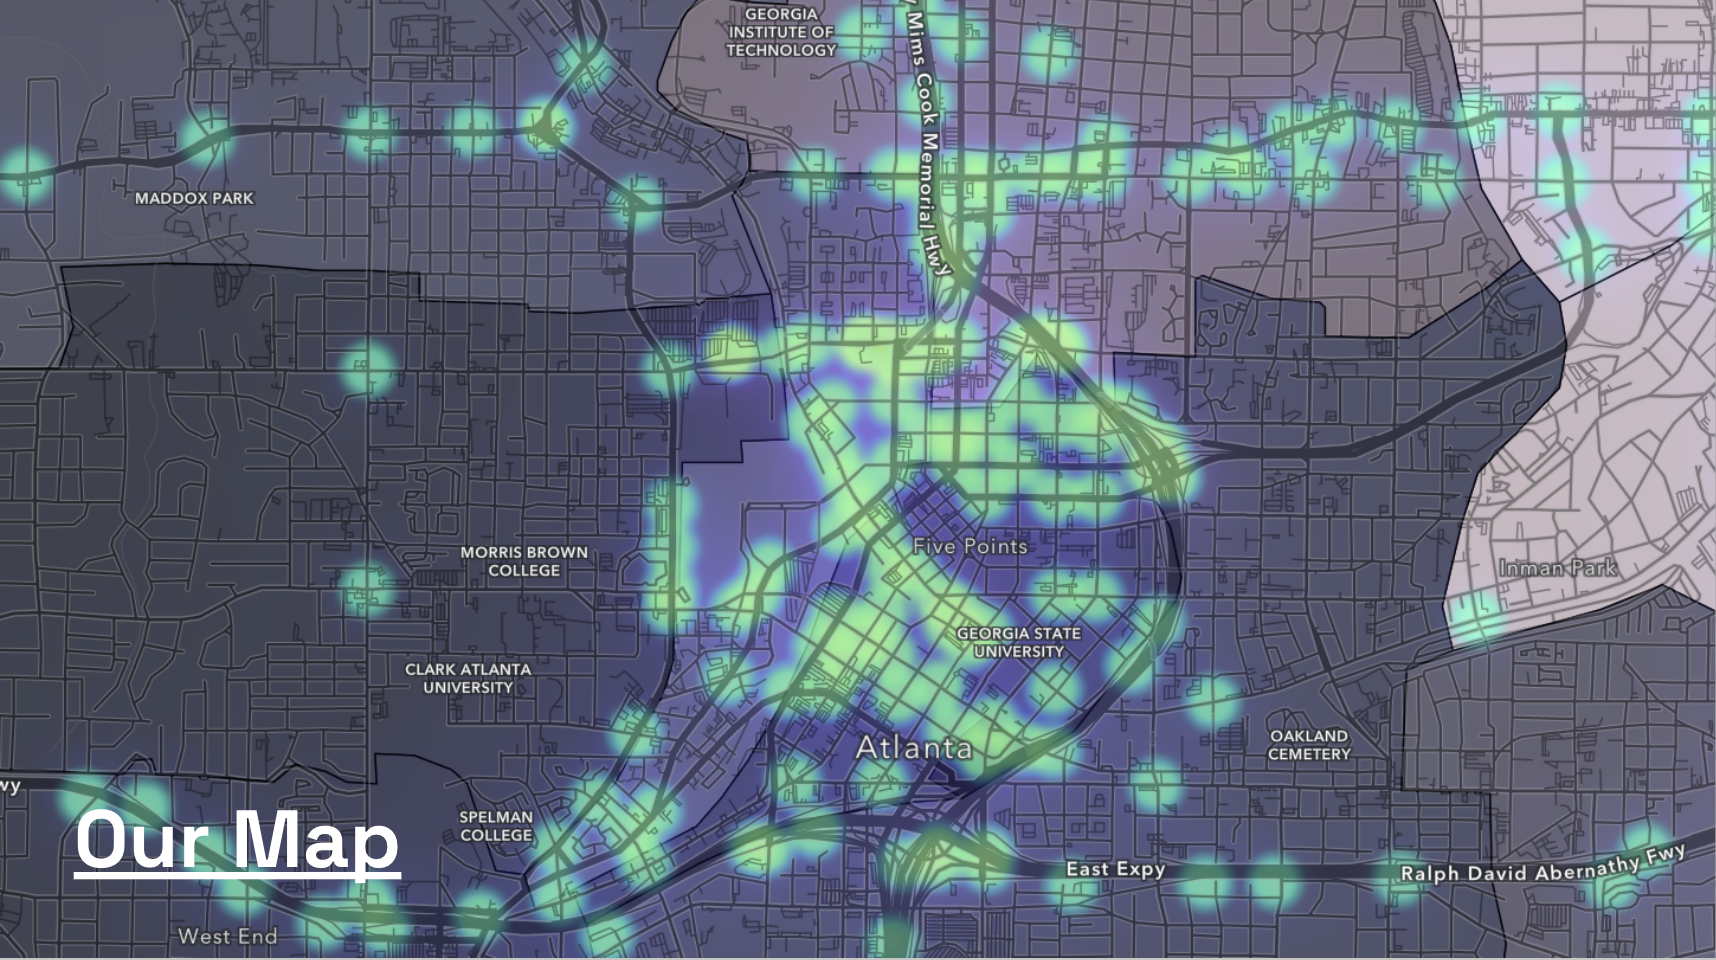 GEORGIA
INSTITUTE OF
TECHNOLOGY
Mims Cook Memorial Hwy
MADDOX PARK
MORRIS BROWN
COLLEGE
Five Points
Inman Park
GEORGIA STATE
UNIVERSITY
CLARK ATLANTA
UNIVERSITY
Atlanta
OAKLAND
CEMETERY
wy
Our Map
SPELMAN
COLLEGE
East Expy
Ralph David Abernathy Fwy
West End